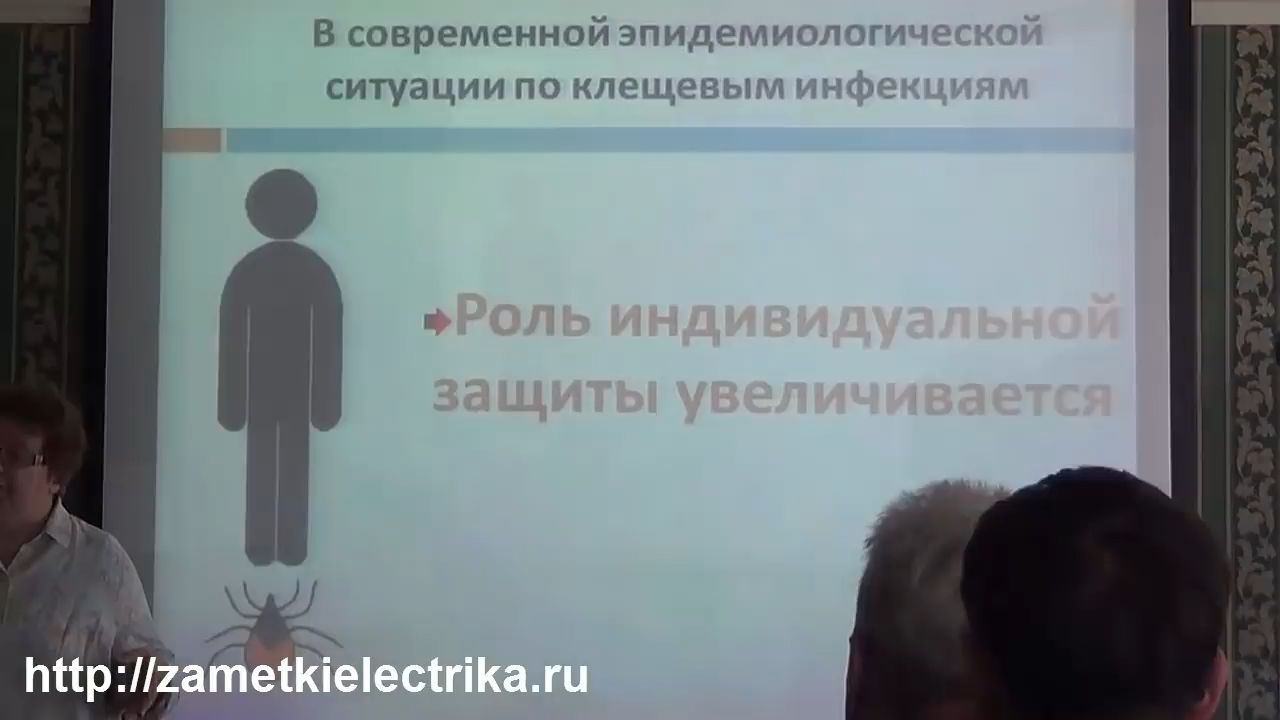 В современной эпидемиологической
ситуации по клещевым инфекциям
Роль индивидуальной
защиты увеличивается
http://zametkielectrika.ru